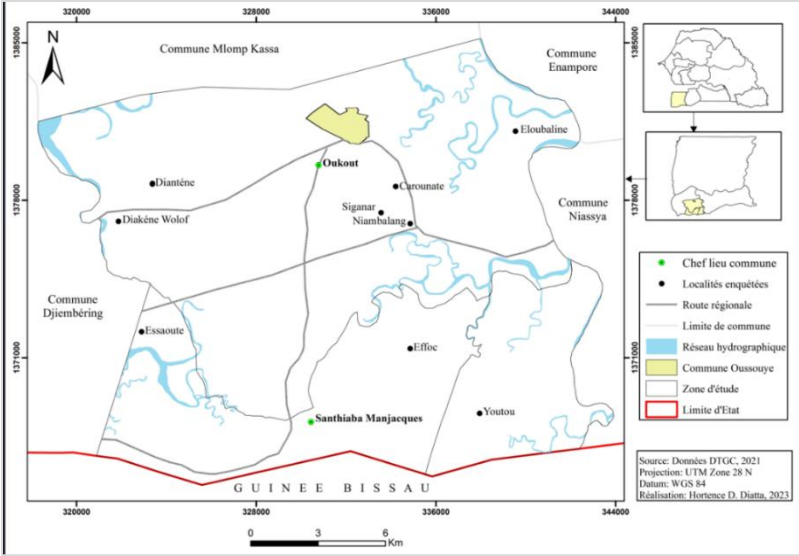 320000
328000
336000
344000
1385000
1385000
N
Commune Mlomp Kassa
Commune
Enampore
Eloubaline
Oukout
Diantène
Carounate
1378000
1378000
Siganar
Commune
Niassya
Diakène Wolof
Niambalang
Commune
Djiembéring
Essaoute
Effoc
1371000
1371000
Santhiaba Manjacques
Youtou
GUINEE BISSAU
320000
328000
336000
344000
0
3
6
Km
Chef lieu commune
Localités enquêtées
Route régionale
Limite de commune
Réseau hydrographique
Commune Oussouye
Zone d'étude
Limite d'Etat
Source: Données DTGC, 2021
Projection: UTM Zone 28 N
Datum: WGS 84
Réalisation: Hortence D. Diatta, 2023